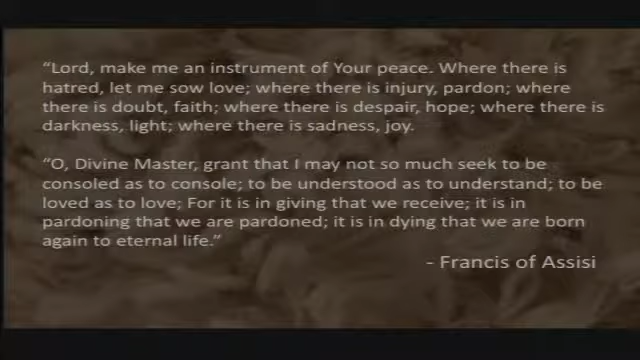 “Lord, make me an instrument of Your peace. Where there is
hatred, let me sow love; where there is injury, pardon; where
there is doubt, faith; where there is despair, hope; where there is
darkness, light; where there is sadness, joy.
“O, Divine Master, grant that I may not so much seek to be
consoled as to console; to be understood as to understand; to be
loved as to love; For it is in giving that we receive; it is in
pardoning that we are pardoned; it is in dying that we are born
again to eternal life.”
- Francis of Assisi